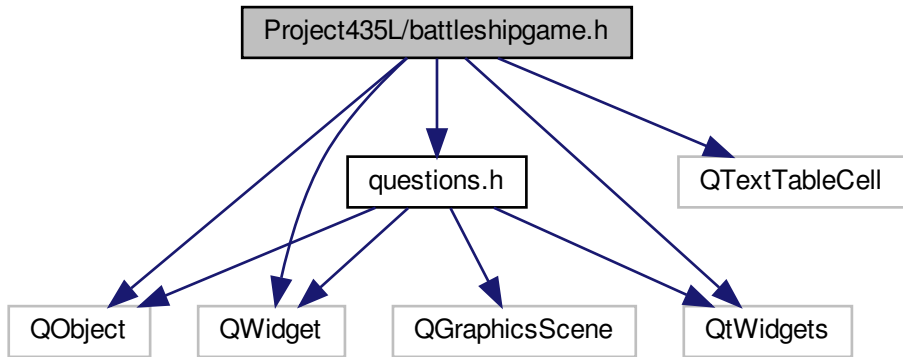 Project435L/battleshipgame.h
questions.h
QTextTableCell
QObject
QWidget
QGraphicsScene
QtWidgets